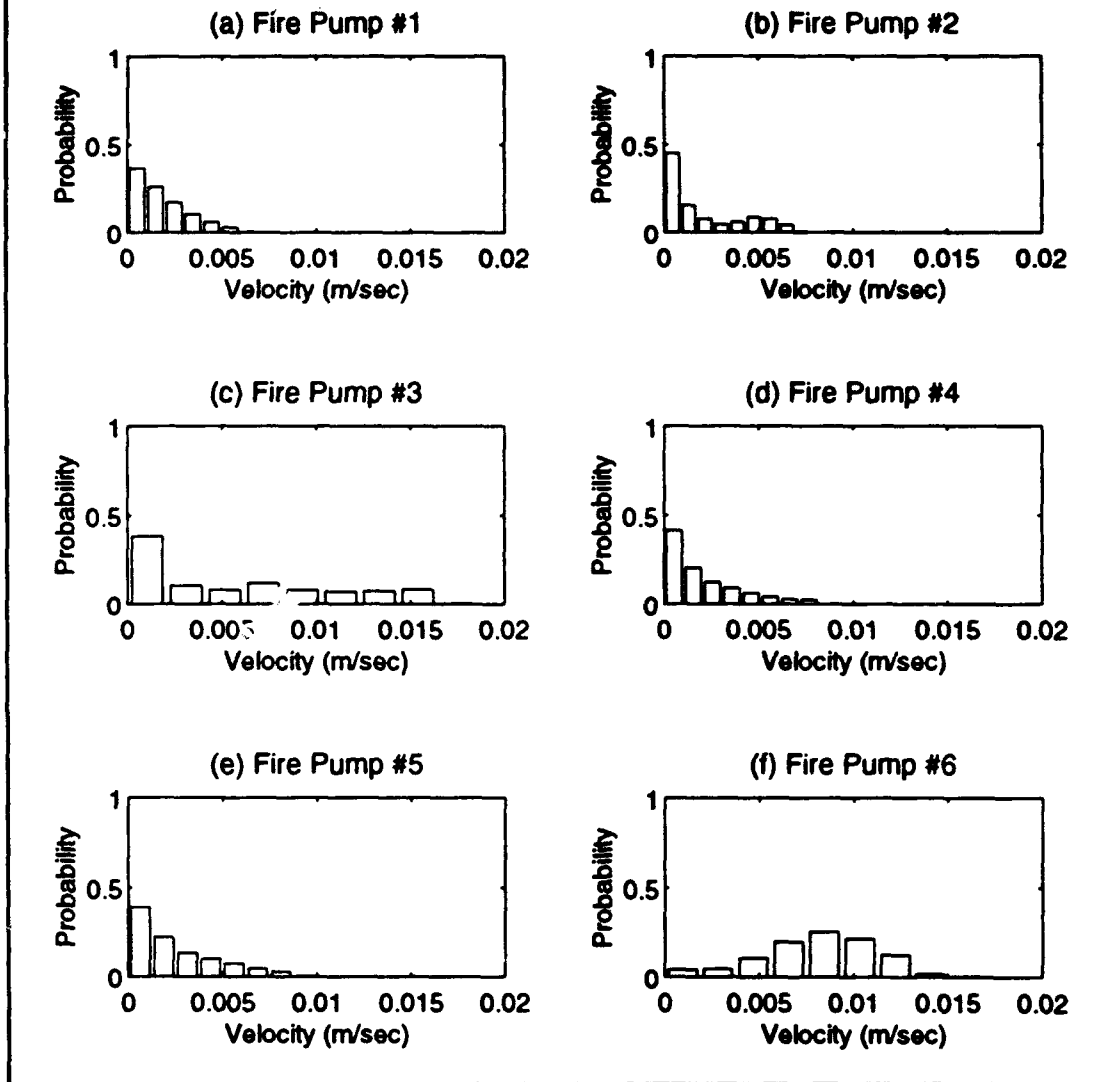 (a) Fire Pump #1
1
0.5
0
Probability
0 0.005 0.01 0.015 0.02
Velocity (m/sec)
(b) Fire Pump #2
1
0.5
0
Probability
0 0.005 0.01 0.015 0.02
Velocity (m/sec)
(c) Fire Pump #3
1
0.5
0
Probability
0 0.005 0.01 0.015 0.02
Velocity (m/sec)
(d) Fire Pump #4
1
0.5
0
Probability
0 0.005 0.01 0.015 0.02
Velocity (m/sec)
(e) Fire Pump #5
1
0.5
0
Probability
0 0.005 0.01 0.015 0.02
Velocity (m/sec)
(f) Fire Pump #6
1
0.5
0
Probability
0 0.005 0.01 0.015 0.02
Velocity (m/sec)